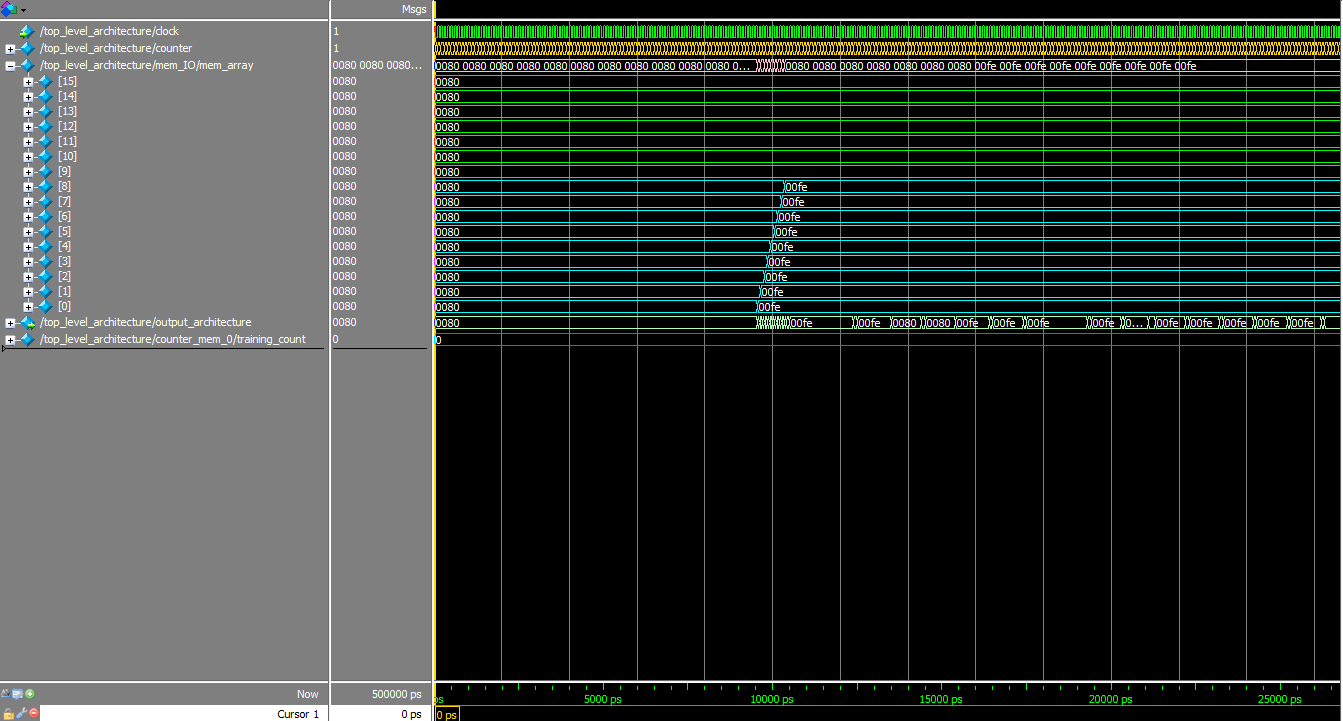 Msgs
/top_level_architecture/clock 1
/top_level_architecture/counter 1
/top_level_architecture/mem_IO/mem_array 0080 0080 0080... 0080 0080 0080 0080 0080 0080 0080 0080 0080 0080 0080 0080 0... 0080 0080 0080 0080 0080 0080 0080 00fe 00fe 00fe 00fe 00fe 00fe 00fe 00fe 00fe
[15] 0080 0080
[14] 0080 0080
[13] 0080 0080
[12] 0080 0080
[11] 0080 0080
[10] 0080 0080
[9] 0080 0080
[8] 0080 0080 00fe
[7] 0080 0080 00fe
[6] 0080 0080 00fe
[5] 0080 0080 00fe
[4] 0080 0080 00fe
[3] 0080 0080 00fe
[2] 0080 0080 00fe
[1] 0080 0080 00fe
[0] 0080 0080 00fe
/top_level_architecture/output_architecture 0080 0080 00fe 00fe 0080 0080 00fe 00fe 00fe 00fe 0... 00fe 00fe 00fe 00fe 00fe
/top_level_architecture/counter_mem_0/training_count 0 0
Now 500000 ps ps 5000 ps 10000 ps 15000 ps 20000 ps 25000 ps
Cursor 1 0 ps 0 ps